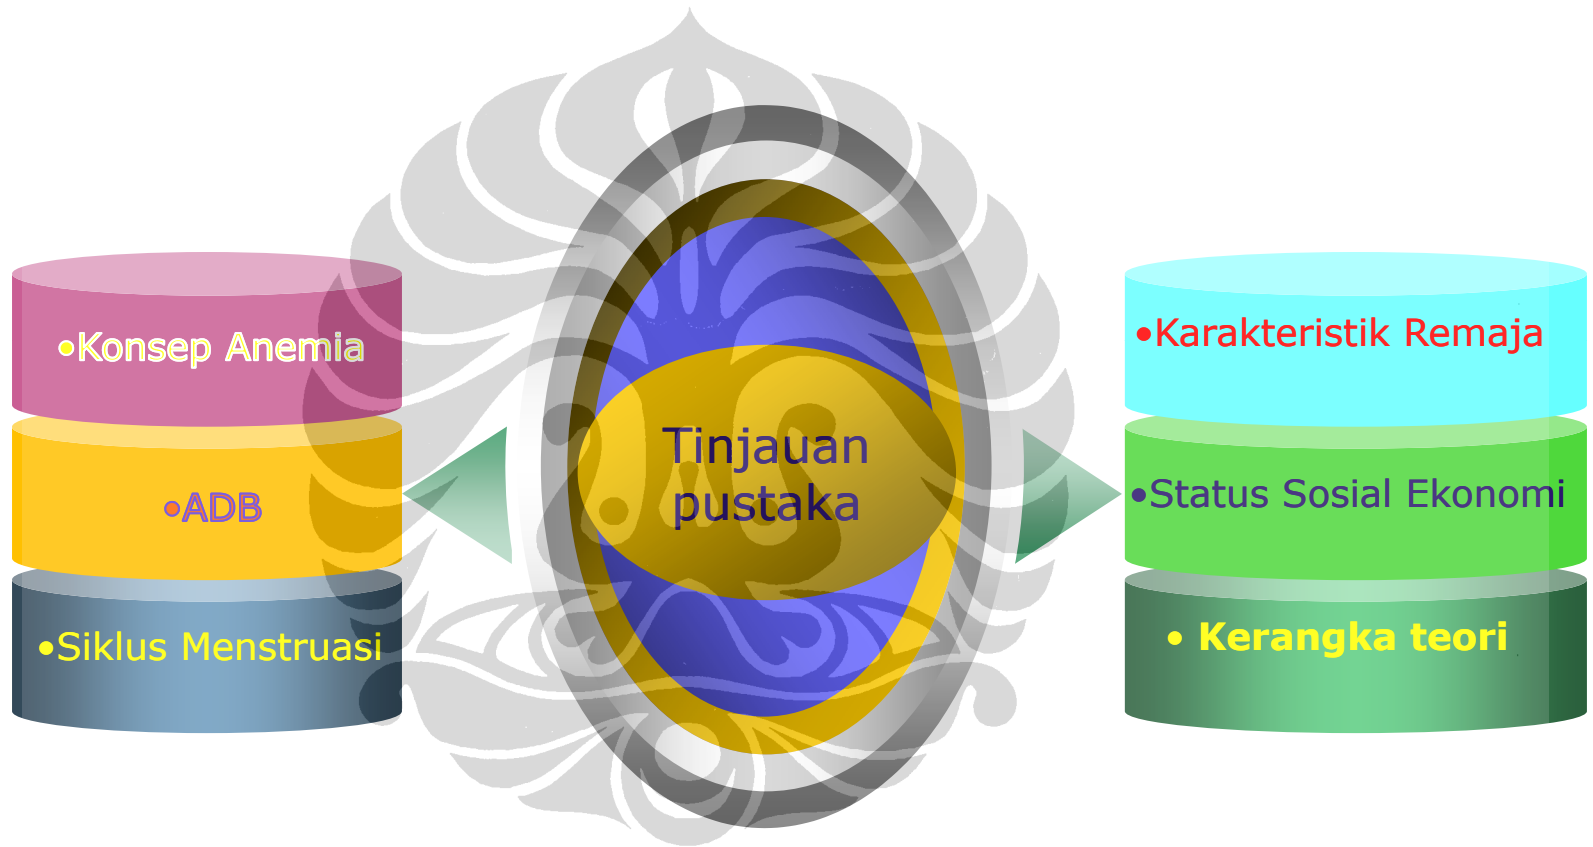 •Konsep Anemia
•ADB
•Siklus Menstruasi
Tinjauan
pustaka
•Karakteristik Remaja
•Status Sosial Ekonomi
• Kerangka teori